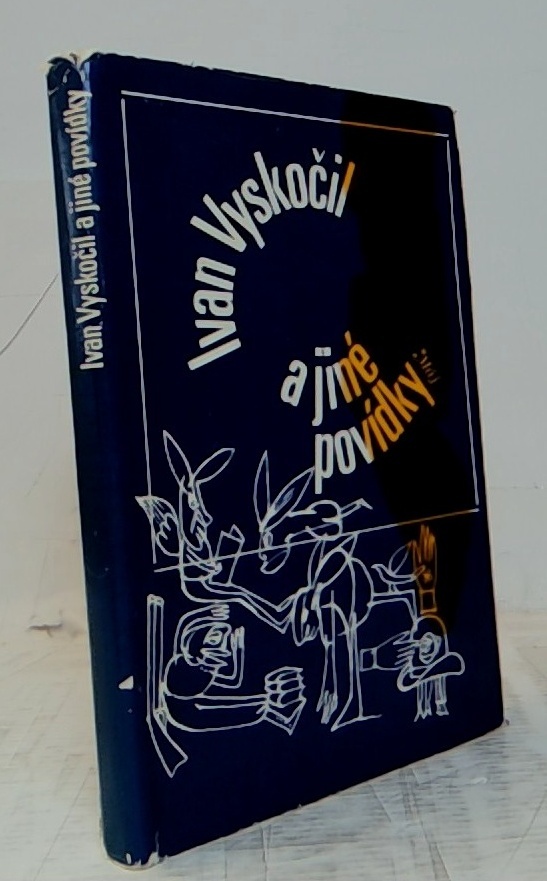 Ivan Vyskočil a jiné povídky
Ivan Vyskočil
a jiné
povídky